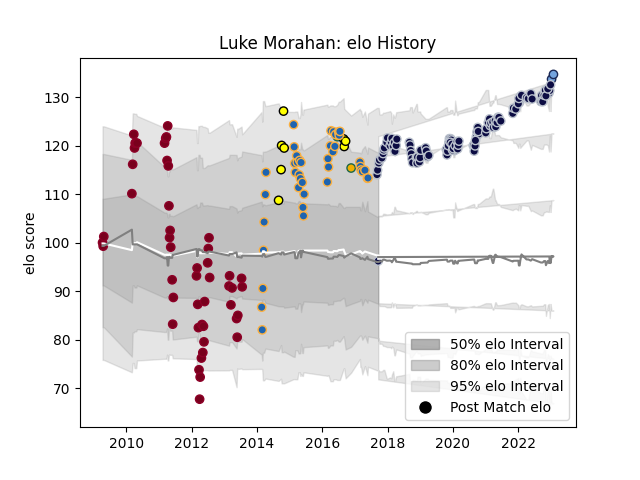 Luke Morahan: elo History
elo score
130
120
110
100
90
80
70
2010
2012
2014
2016
2018
2020
2022
50% elo Interval
80% elo Interval
95% elo Interval
Post Match elo